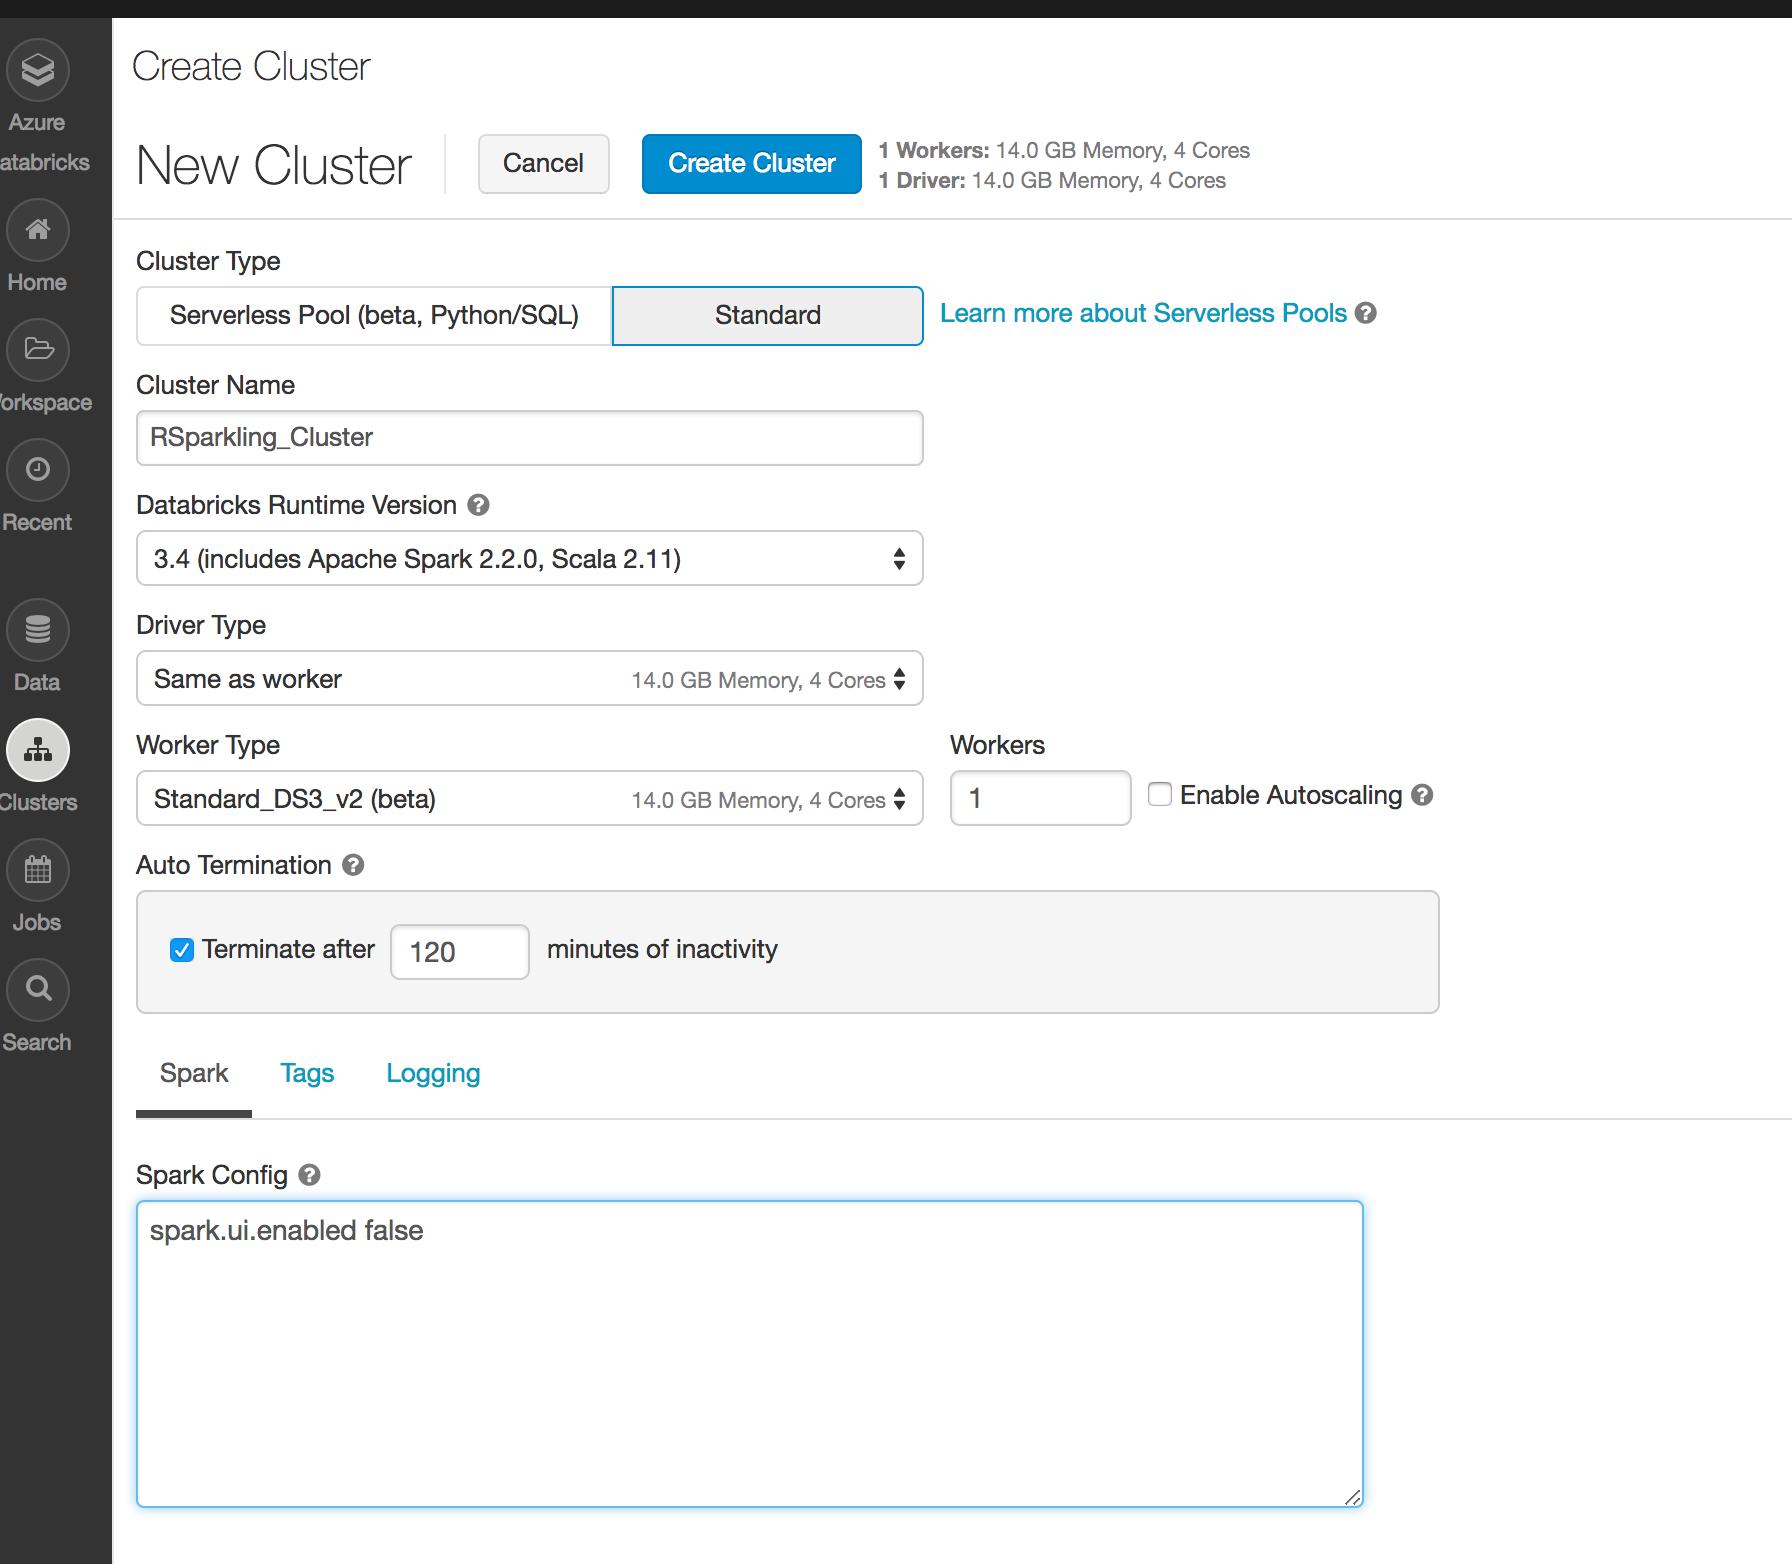 Create Cluster
New Cluster
Cancel
Create Cluster
1 Workers: 14.0 GB Memory, 4 Cores
1 Driver: 14.0 GB Memory, 4 Cores
Azure
atabricks
Home
orkspace
Recent
Data
Clusters
Jobs
Search
Cluster Type
Serverless Pool (beta, Python/SQL)
Standard
Learn more about Serverless Pools ?
Cluster Name
RSparkling_Cluster
Databricks Runtime Version ?
3.4 (includes Apache Spark 2.2.0, Scala 2.11)
Driver Type
Same as worker 14.0 GB Memory, 4 Cores
Worker Type
Workers
Standard_DS3_v2 (beta) 14.0 GB Memory, 4 Cores
1
Enable Autoscaling ?
Auto Termination ?
Terminate after 120 minutes of inactivity
Spark
Tags
Logging
Spark Config ?
spark.ui.enabled false